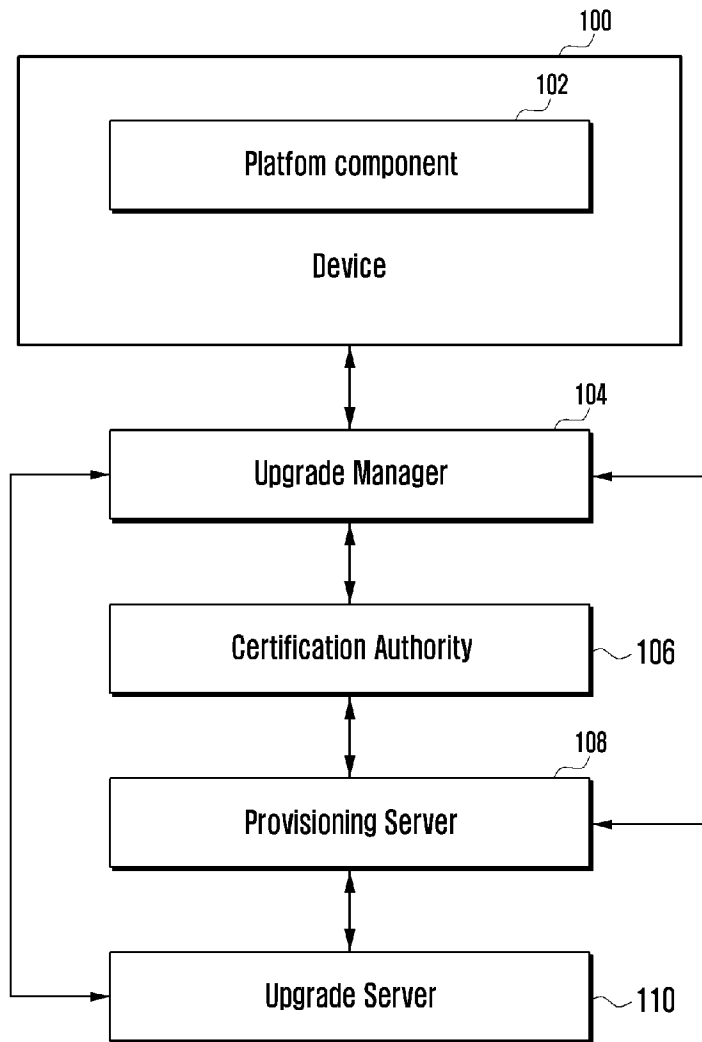 100
102
Platfom component
Device
104
Upgrade Manager
Certification Authority
106
108
Provisioning Server
Upgrade Server
110